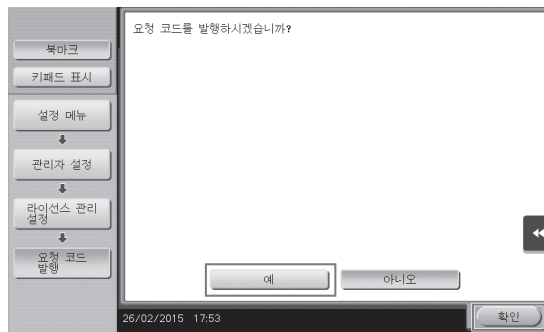 요청 코드를 발행하시겠습니까?
북마크
키패드 표시
설정 메뉴
관리자 설정
라이선스 관리
설정
요청 코드
발행
예
아니오
26/02/2015 17:53
확인